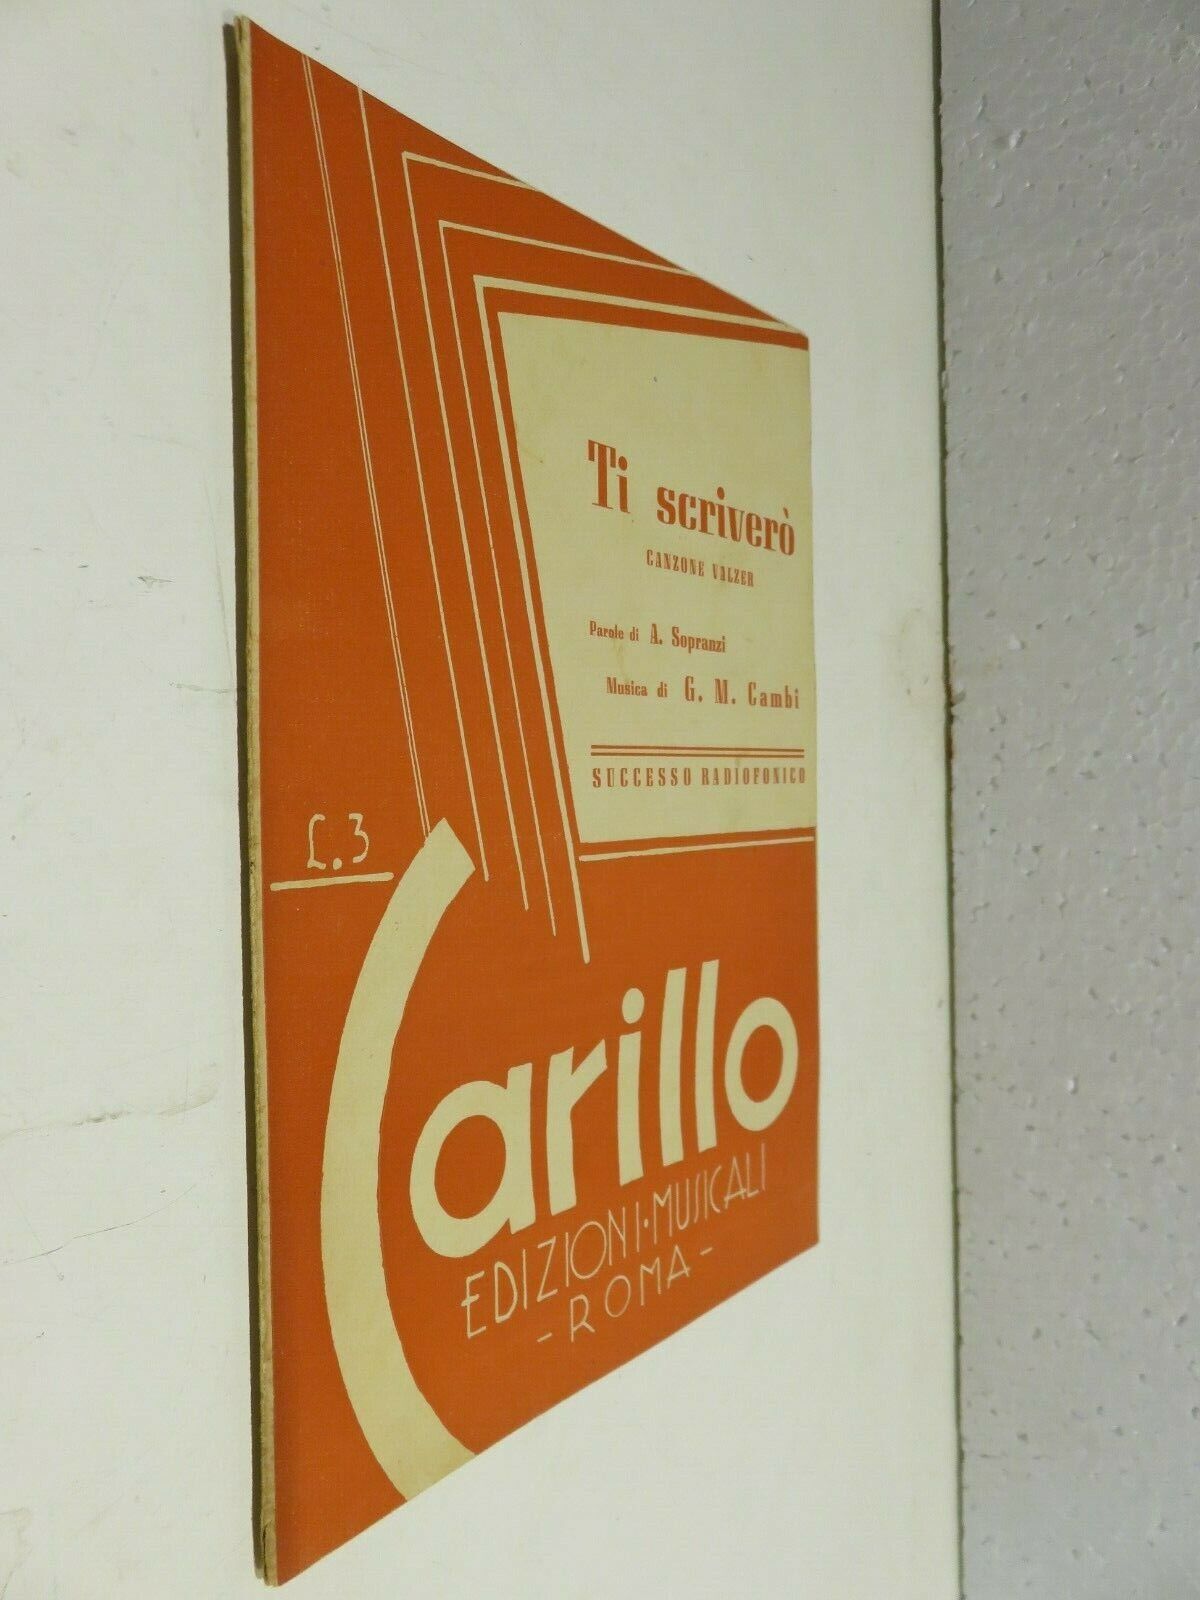 Ti scriverò
CANZONE VALZER
Parole di A. Sopranzi
Musica di G. M. Cambi
SUCCESSO RADIOFONICO
L.3
Carillo
EDIZIONI·MUSICALI
-ROMA-